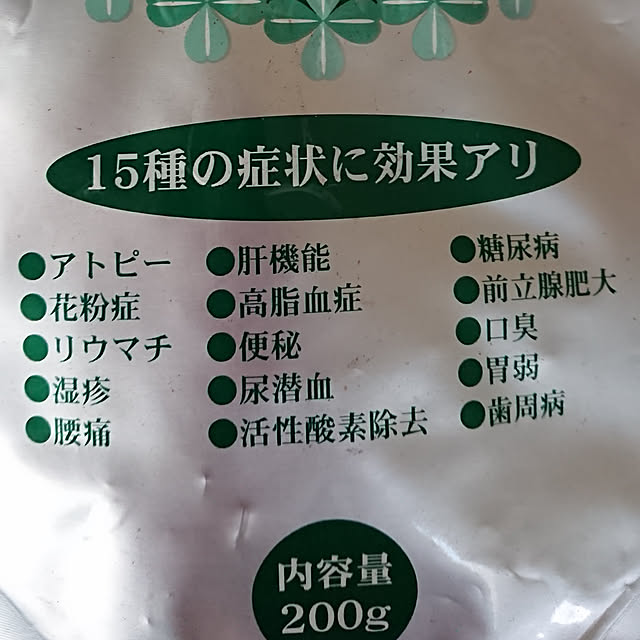 15種の症状に効果アリ
●アトピー
●花粉症
●リウマチ
●湿疹
●腰痛
●肝機能
●高脂血症
●便秘
●尿潜血
●活性酸素除去
●糖尿病
●前立腺肥大
●口臭
●胃弱
●歯周病
内容量
200g